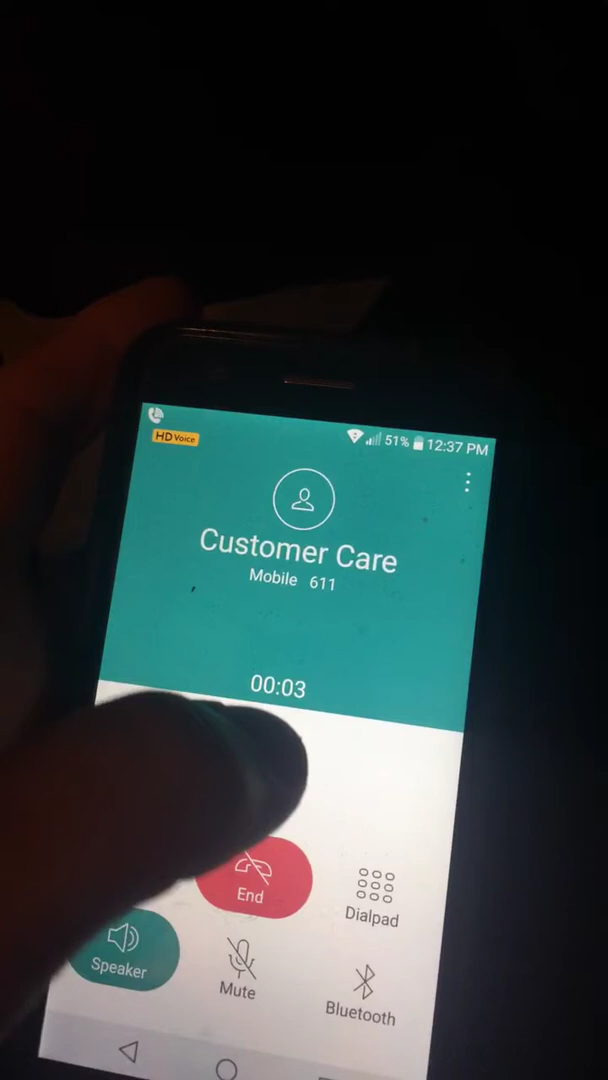 HD Voice
51% 12:37 PM
Customer Care
Mobile 611
00:03
End
Dialpad
Speaker
Mute
Bluetooth